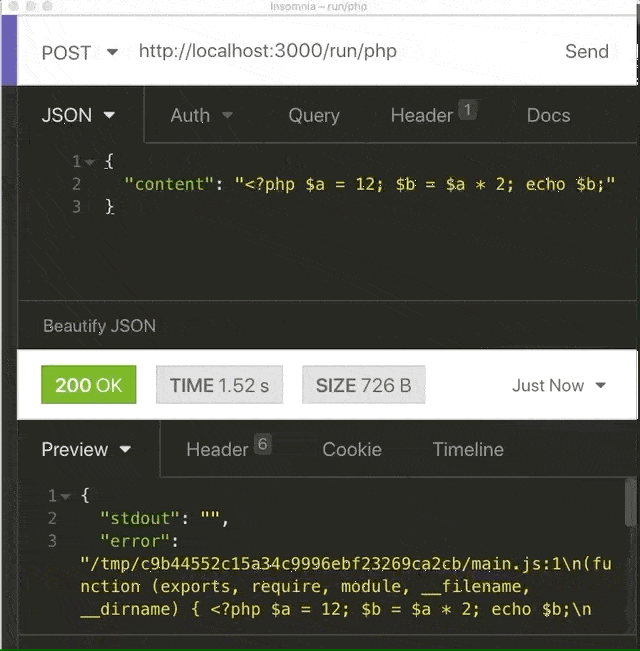 Insomnia – run/php
POST http://localhost:3000/run/php Send
JSON Auth Query Header 1 Docs
1 {
2 "content": "<?php $a = 12; $b = $a * 2; echo $b;"
3 }
Beautify JSON
200 OK TIME 1.52 s SIZE 726 B Just Now
Preview Header 6 Cookie Timeline
1 {
2 "stdout": "",
3 "error":
"/tmp/c9b44552c15a34c9996ebf23269ca2cb/main.js:1\n(fu
nction (exports, require, module, __filename,
__dirname) { <?php $a = 12; $b = $a * 2; echo $b;\n